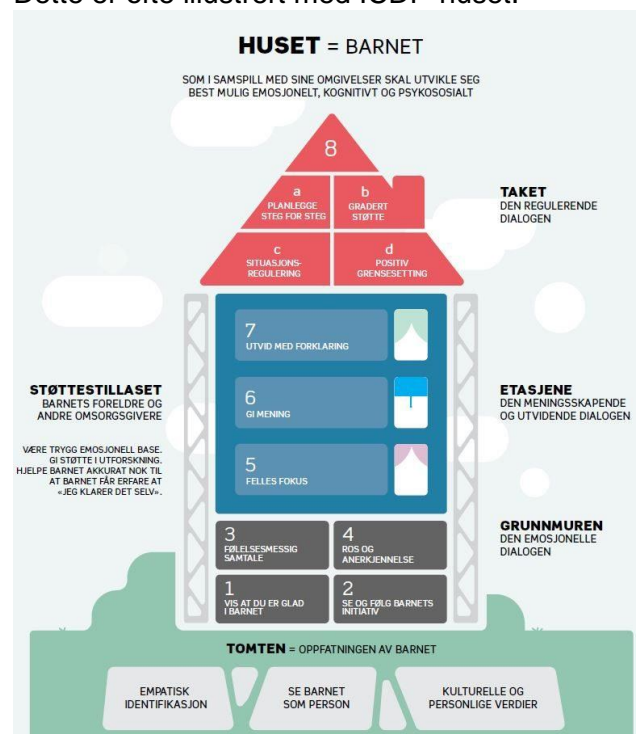 Dette er ofte illustrert med ICDP-huset:
HUSET = BARNET
SOM I SAMSPILL MED SINE OMGIVELSER SKAL UTVIKLE SEG
BEST MULIG EMOSJONELT, KOGNITIVT OG PSYKOSOSIALT
8
a
PLANLEGGE
STEG FOR STEG
b
GRADERT
STØTTE
c
SITUASJONS-
REGULERING
d
POSITIV
GRENSESETTING
TAKET
DEN REGULERENDE
DIALOGEN
7
UTVID MED FORKLARING
6
GI MENING
5
FELLES FOKUS
STØTTESTILLASET
BARNETS FORELDRE OG
ANDRE OMSORGSGIVERE
VÆRE TRYGG EMOSJONELL BASE.
GI STØTTE I UTFORSKNING.
HJELPE BARNET AKKURAT NOK TIL
AT BARNET FÅR ERFARE AT
«JEG KLARER DET SELV».
ETASJENE
DEN MENINGSSKAPENDE
OG UTVIDENDE DIALOGEN
3
FØLELSESMESSIG
SAMTALE
4
ROS OG
ANERKJENNELSE
1
VIS AT DU ER GLAD
I BARNET
2
SE OG FØLG BARNETS
INITIATIV
GRUNNMUREN
DEN EMOSJONELLE
DIALOGEN
TOMTEN = OPPFATNINGEN AV BARNET
EMPATISK
IDENTIFIKASJON
SE BARNET
SOM PERSON
KULTURELLE OG
PERSONLIGE VERDIER